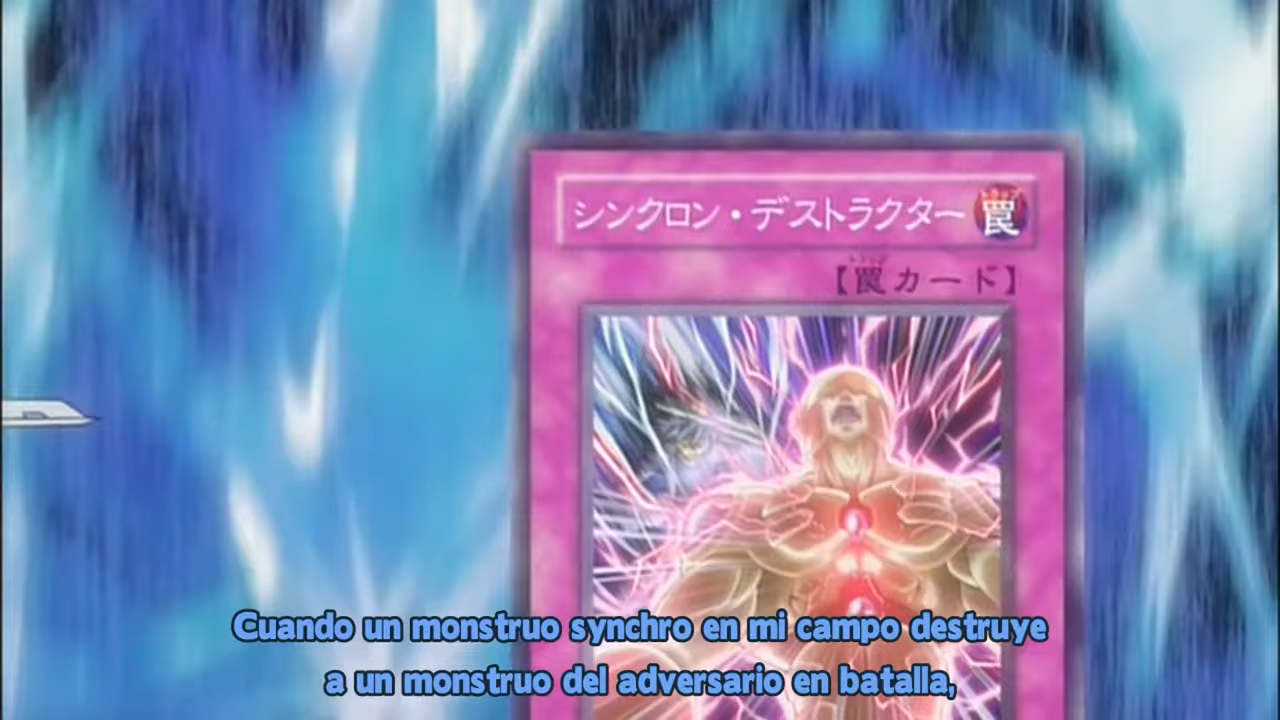 シンクロン・デストラクター 罠
【罠カード】
Cuando un monstruo synchro en mi campo destruye
a un monstruo del adversario en batalla,